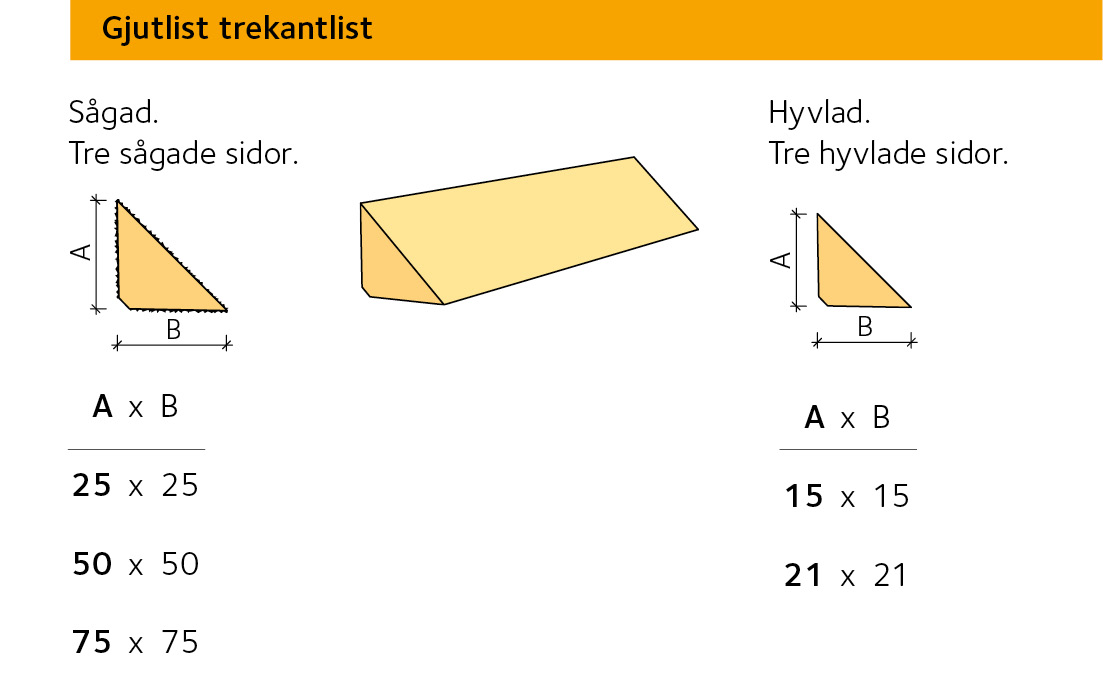 Gjutlist trekantlist
Sågad.
Tre sågade sidor.
A
B
A x B
25 x 25
50 x 50
75 x 75
Hyvlad.
Tre hyvlade sidor.
A
B
A x B
15 x 15
21 x 21